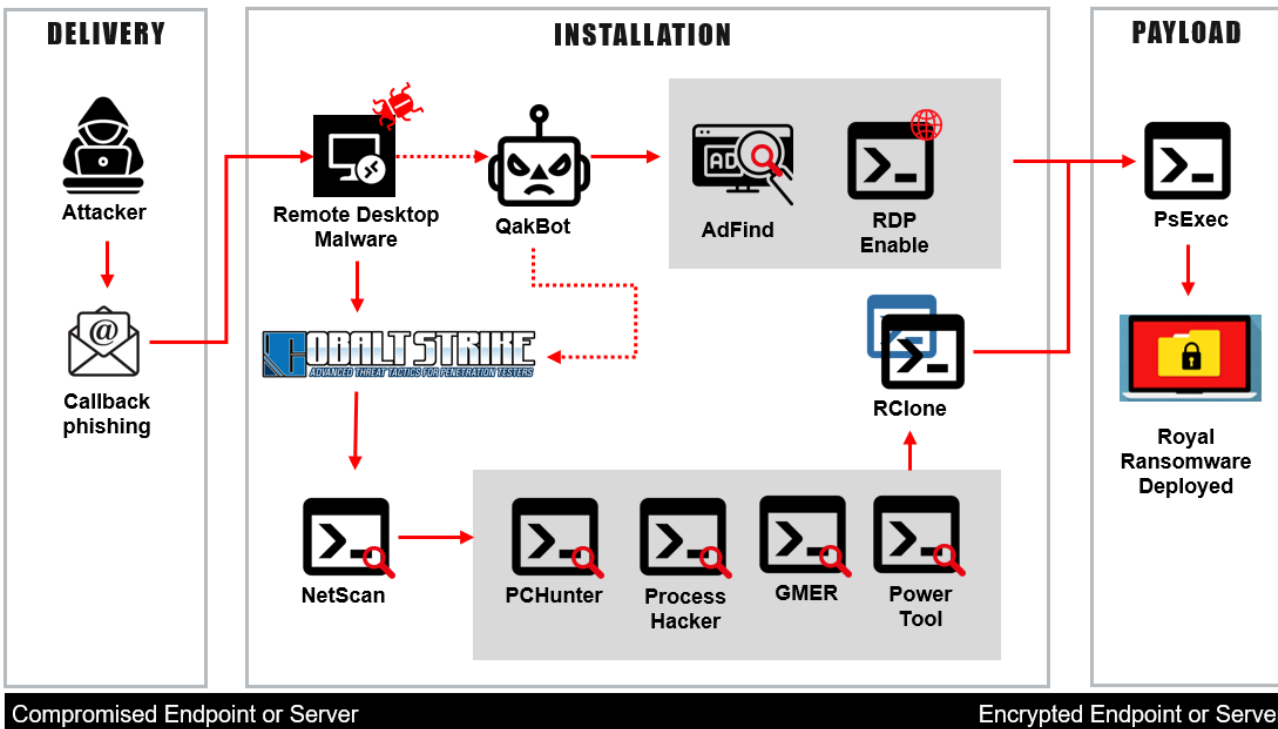 DELIVERY
INSTALLATION
PAYLOAD
Attacker
Callback
phishing
Remote Desktop
Malware
QakBot
AD
AdFind
RDP
Enable
COBALT STRIKE
ADVANCED THREAT TACTICS FOR PENETRATION TESTERS
RClone
NetScan
PCHunter
Process
Hacker
GMER
Power
Tool
PsExec
Royal
Ransomware
Deployed
Compromised Endpoint or Server
Encrypted Endpoint or Serve